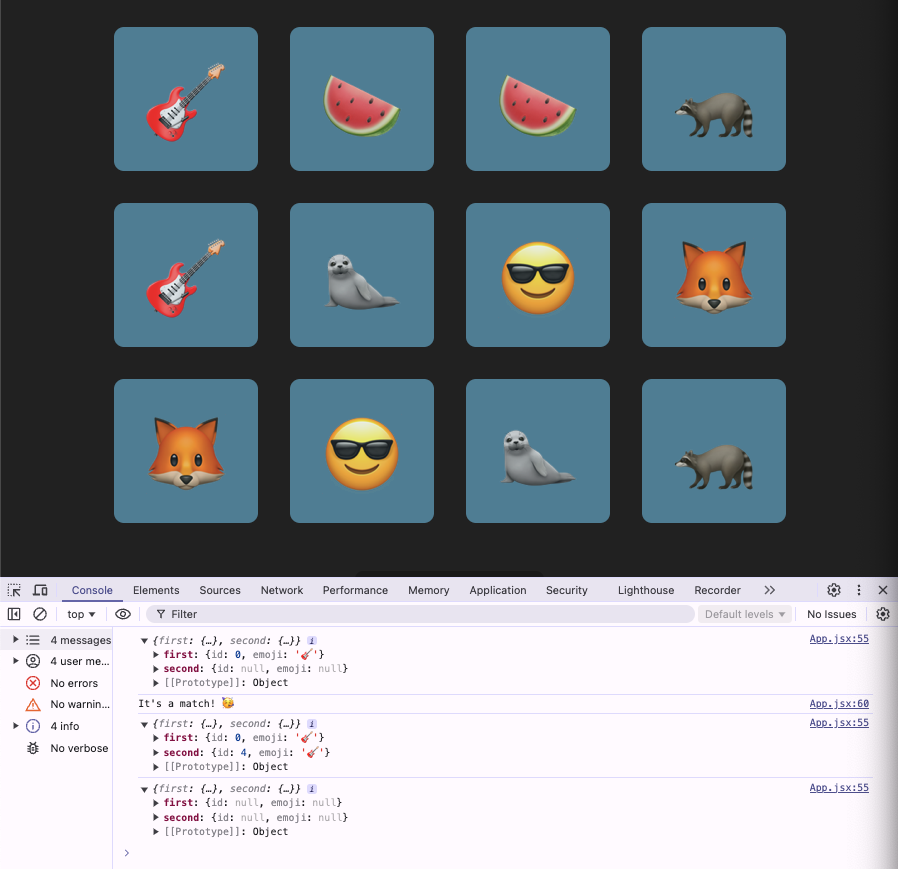 Console Elements Sources Network Performance Memory Application Security Lighthouse Recorder
top Filter Default levels No Issues
4 messages
4 user me...
No errors
No warnin...
4 info
No verbose
{first: {…}, second: {…}} i App.jsx:55
first: {id: 0, emoji: '🎸'}
second: {id: null, emoji: null}
[[Prototype]]: Object
It's a match! 🥳 App.jsx:60
{first: {…}, second: {…}} i App.jsx:55
first: {id: 0, emoji: '🎸'}
second: {id: 4, emoji: '🎸'}
[[Prototype]]: Object
{first: {…}, second: {…}} i App.jsx:55
first: {id: null, emoji: null}
second: {id: null, emoji: null}
[[Prototype]]: Object